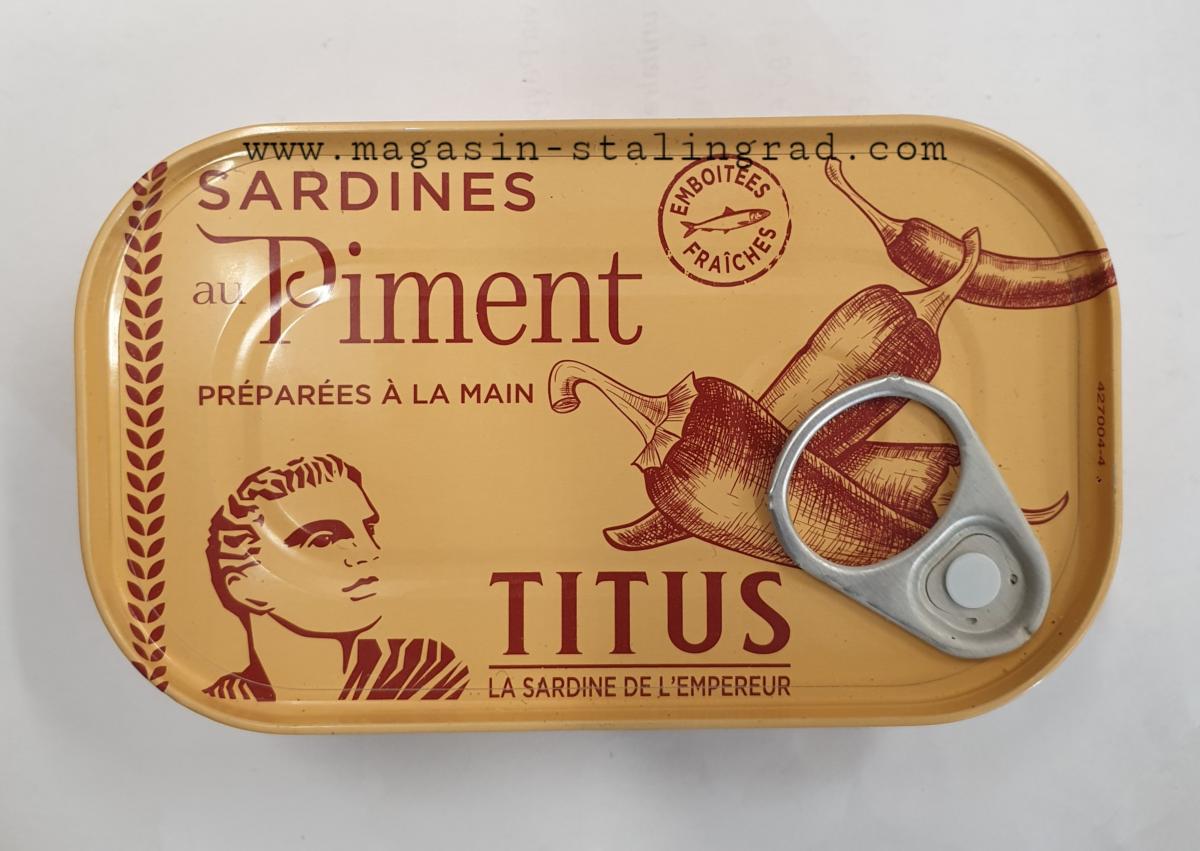 www.magasin-stalingrad.com
SARDINES
EMBOITÉES
FRAÎCHES
au Piment
PRÉPARÉES À LA MAIN
427004-4
TITUS
LA SARDINE DE L'EMPEREUR